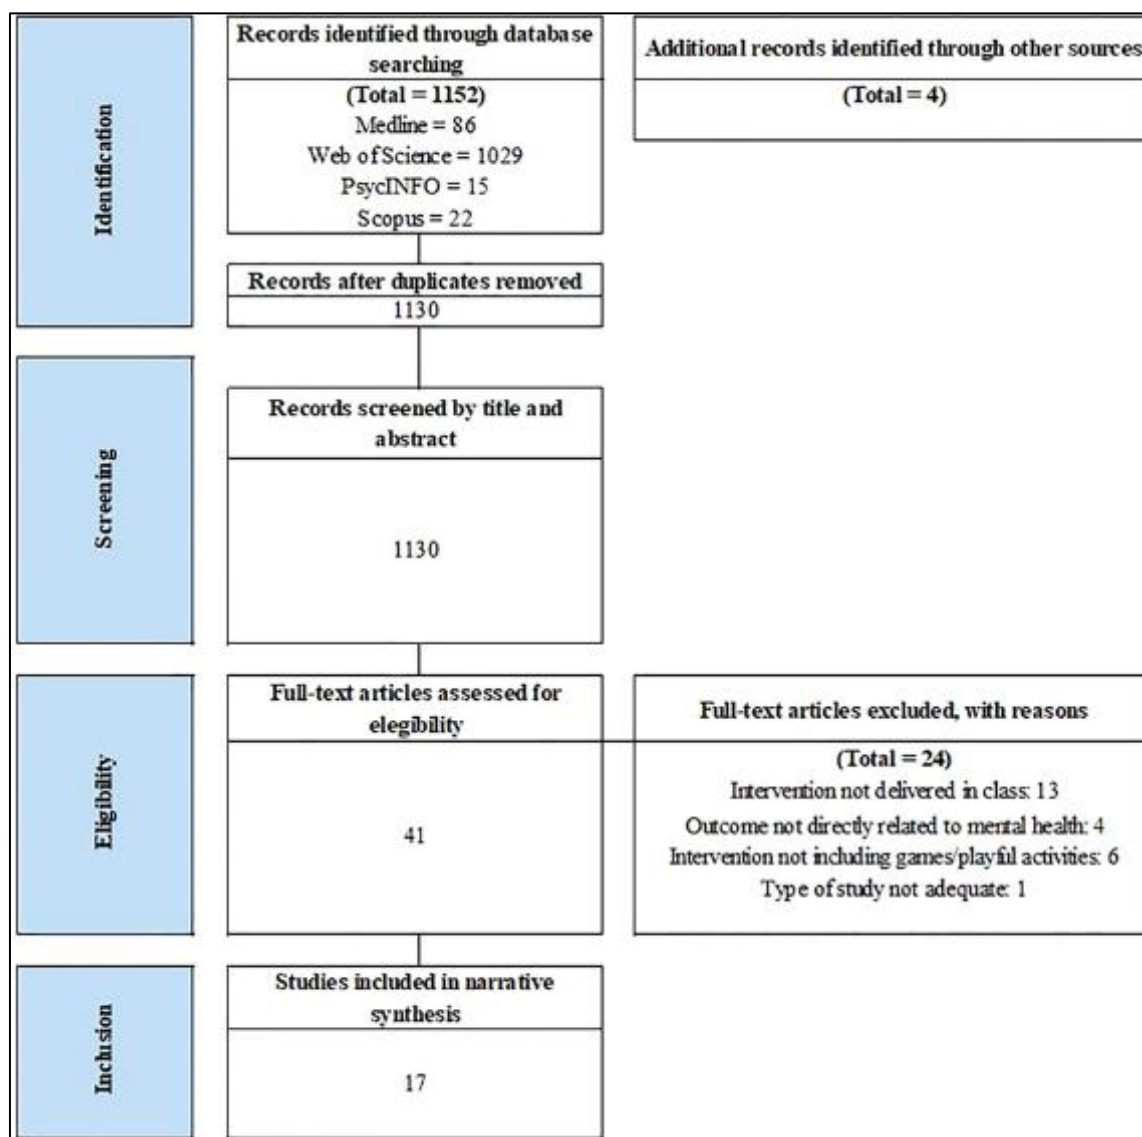 Identification
Records identified through database
searching
(Total = 1152)
Medline = 86
Web of Science = 1029
PsycINFO = 15
Scopus = 22
Additional records identified through other sources
(Total = 4)
Records after duplicates removed
1130
Screening
Records screened by title and
abstract
1130
Eligibility
Full-text articles assessed for
elegibility
41
Full-text articles excluded, with reasons
(Total = 24)
Intervention not delivered in class: 13
Outcome not directly related to mental health: 4
Intervention not including games/playful activities: 6
Type of study not adequate: 1
Inclusion
Studies included in narrative
synthesis
17